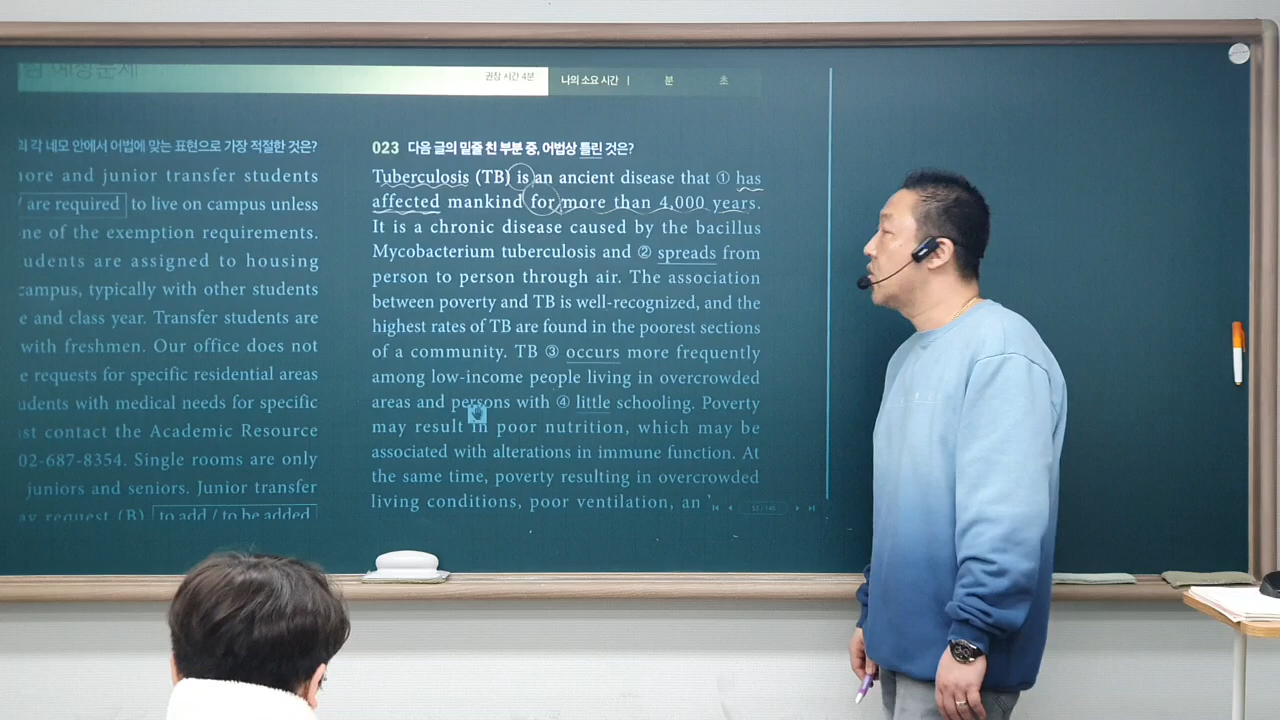 예상문제
권장 시간 4분
나의 소요 시간 | 분 초
각 네모 안에서 어법에 맞는 표현으로 가장 적절한 것은?
and junior transfer students
/ are required to live on campus unless
of the exemption requirements.
are assigned to housing
campus, typically with other students
and class year. Transfer students are
with freshmen. Our office does not
requests for specific residential areas
with medical needs for specific
contact the Academic Resource
02-687-8354. Single rooms are only
juniors and seniors. Junior transfer
request (B) to add / to be added
023 다음 글의 밑줄 친 부분 중, 어법상 틀린 것은?
Tuberculosis (TB) is an ancient disease that ① has
affected mankind for more than 4,000 years.
It is a chronic disease caused by the bacillus
Mycobacterium tuberculosis and ② spreads from
person to person through air. The association
between poverty and TB is well-recognized, and the
highest rates of TB are found in the poorest sections
of a community. TB ③ occurs more frequently
among low-income people living in overcrowded
areas and persons with ④ little schooling. Poverty
may result in poor nutrition, which may be
associated with alterations in immune function. At
the same time, poverty resulting in overcrowded
living conditions, poor ventilation, an